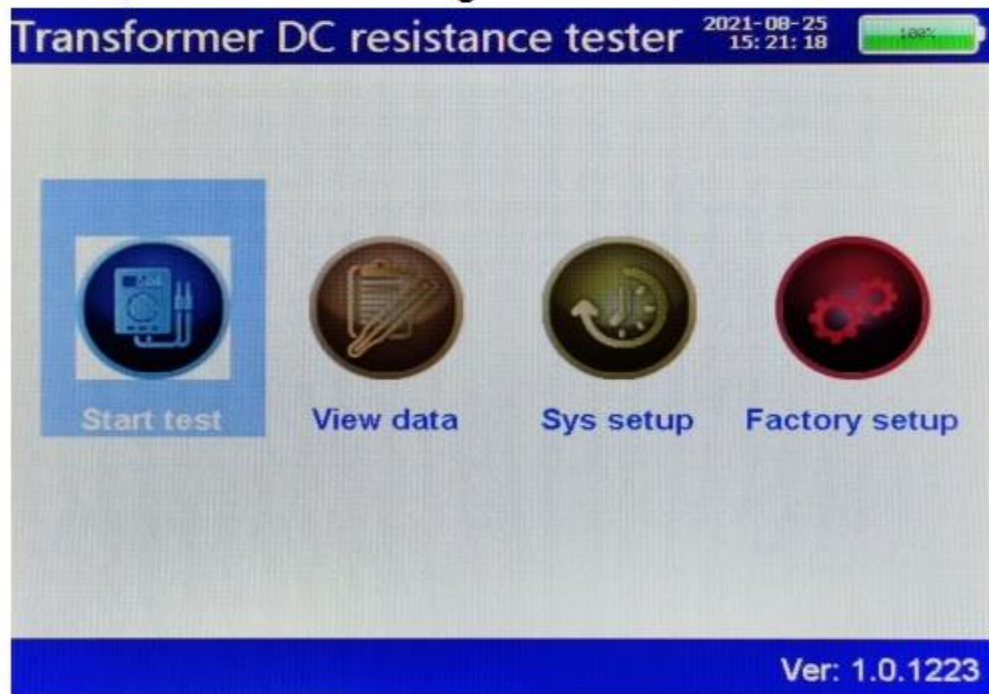 Transformer DC resistance tester
2021-08-25
15:21:18
100%
Start test
View data
Sys setup
Factory setup
Ver: 1.0.1223